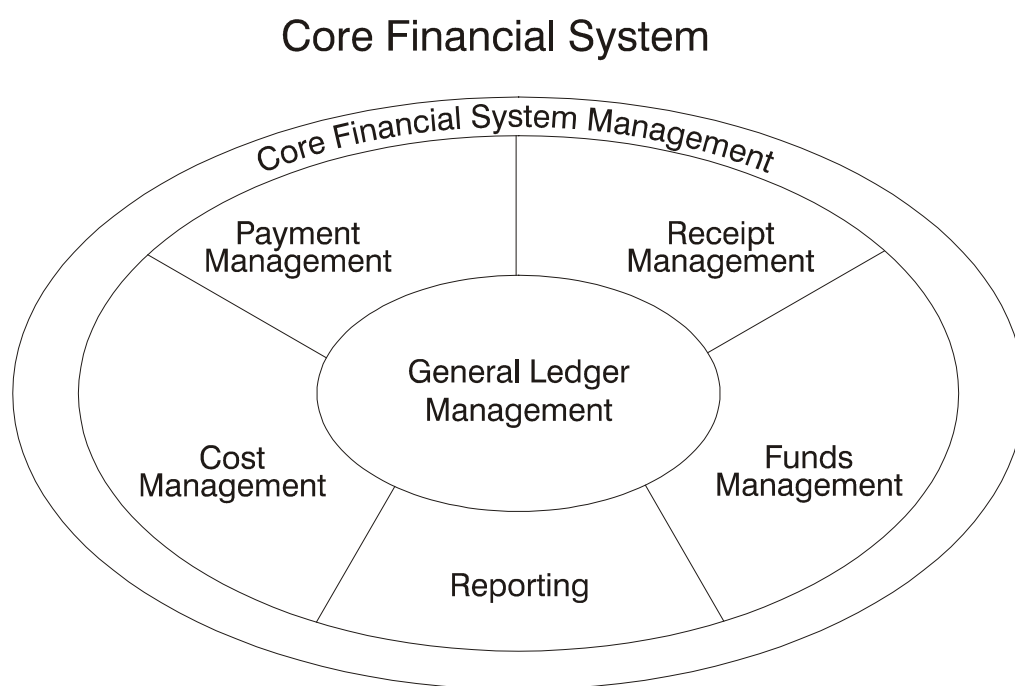 Core Financial System
Core Financial System Management
Payment
Management
Receipt
Management
General Ledger
Management
Cost
Management
Funds
Management
Reporting